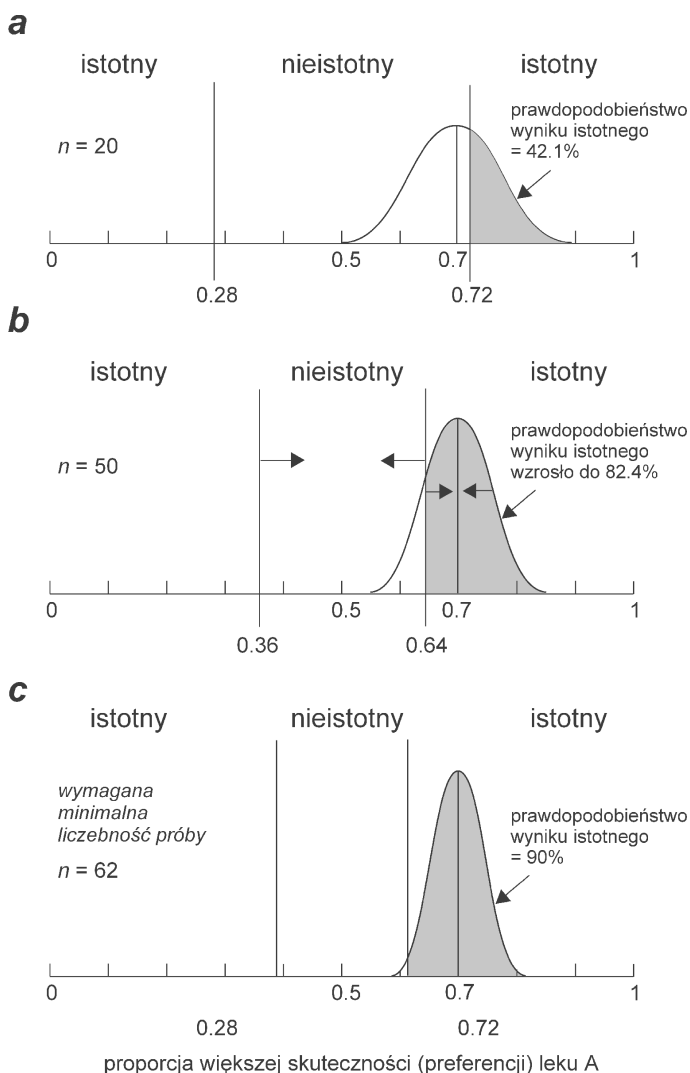 a
istotny nieistotny istotny
n = 20
prawdopodobieństwo
wyniku istotnego
= 42.1%
0 0.5 0.7 1
0.28 0.72
b
istotny nieistotny istotny
n = 50
prawdopodobieństwo
wyniku istotnego
wzrosło do 82.4%
0 0.5 0.7 1
0.36 0.64
c
istotny nieistotny istotny
wymagana
minimalna
liczebność próby
n = 62
prawdopodobieństwo
wyniku istotnego
= 90%
0 0.5 0.7 1
0.28 0.72
proporcja większej skuteczności (preferencji) leku A